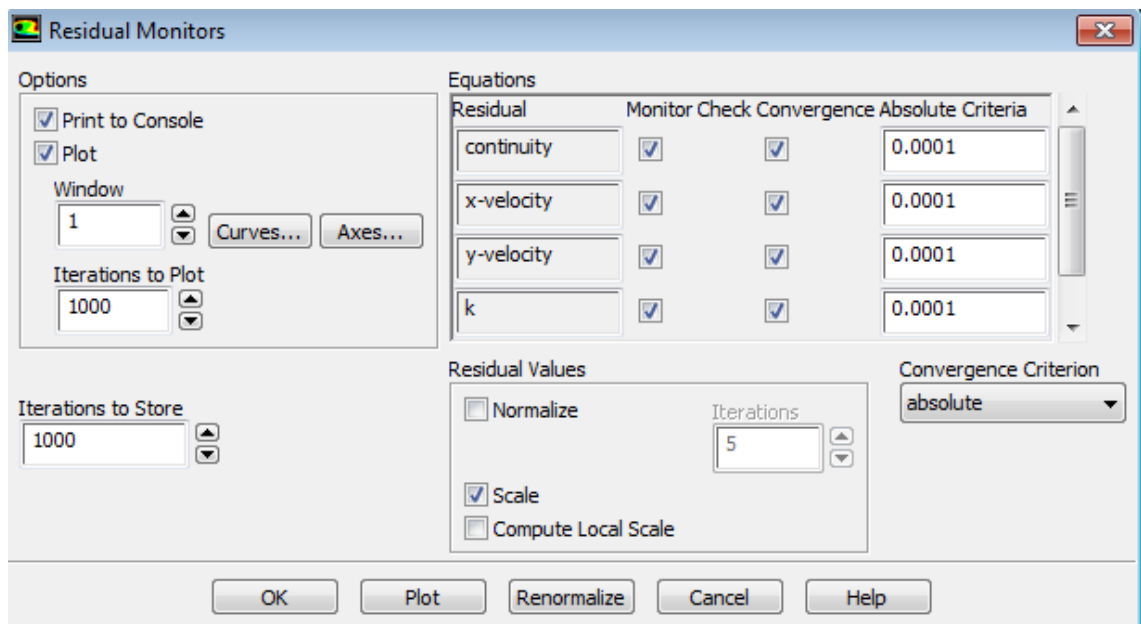 Residual Monitors
Options
Print to Console
Plot
Window
1
Curves...
Axes...
Iterations to Plot
1000
Iterations to Store
1000
Equations
Residual Monitor Check Convergence Absolute Criteria
continuity 0.0001
x-velocity 0.0001
y-velocity 0.0001
k 0.0001
Residual Values
Normalize
Iterations
5
Scale
Compute Local Scale
Convergence Criterion
absolute
OK Plot Renormalize Cancel Help